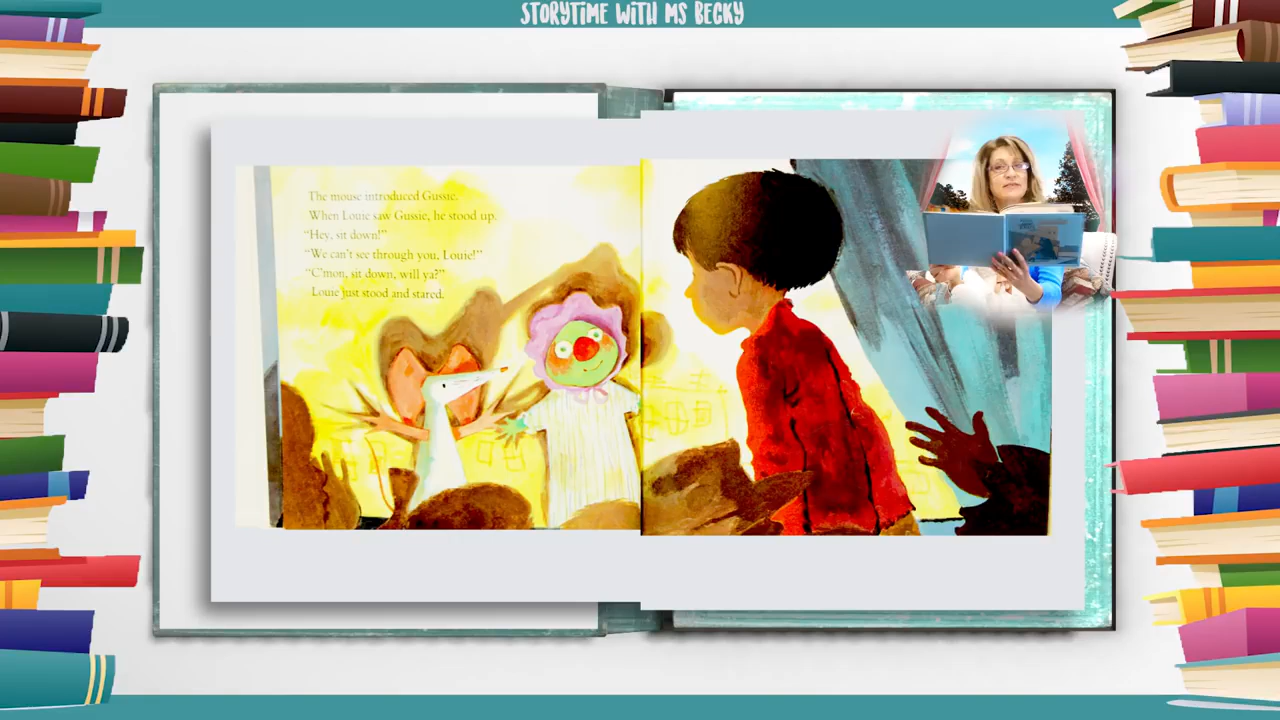 STORYTIME WITH MS BECKY
The mouse introduced Gussie.
When Louie saw Gussie, he stood up.
"Hey, sit down!"
"We can't see through you, Louie!"
"C'mon, sit down, will ya?"
Louie just stood and stared.